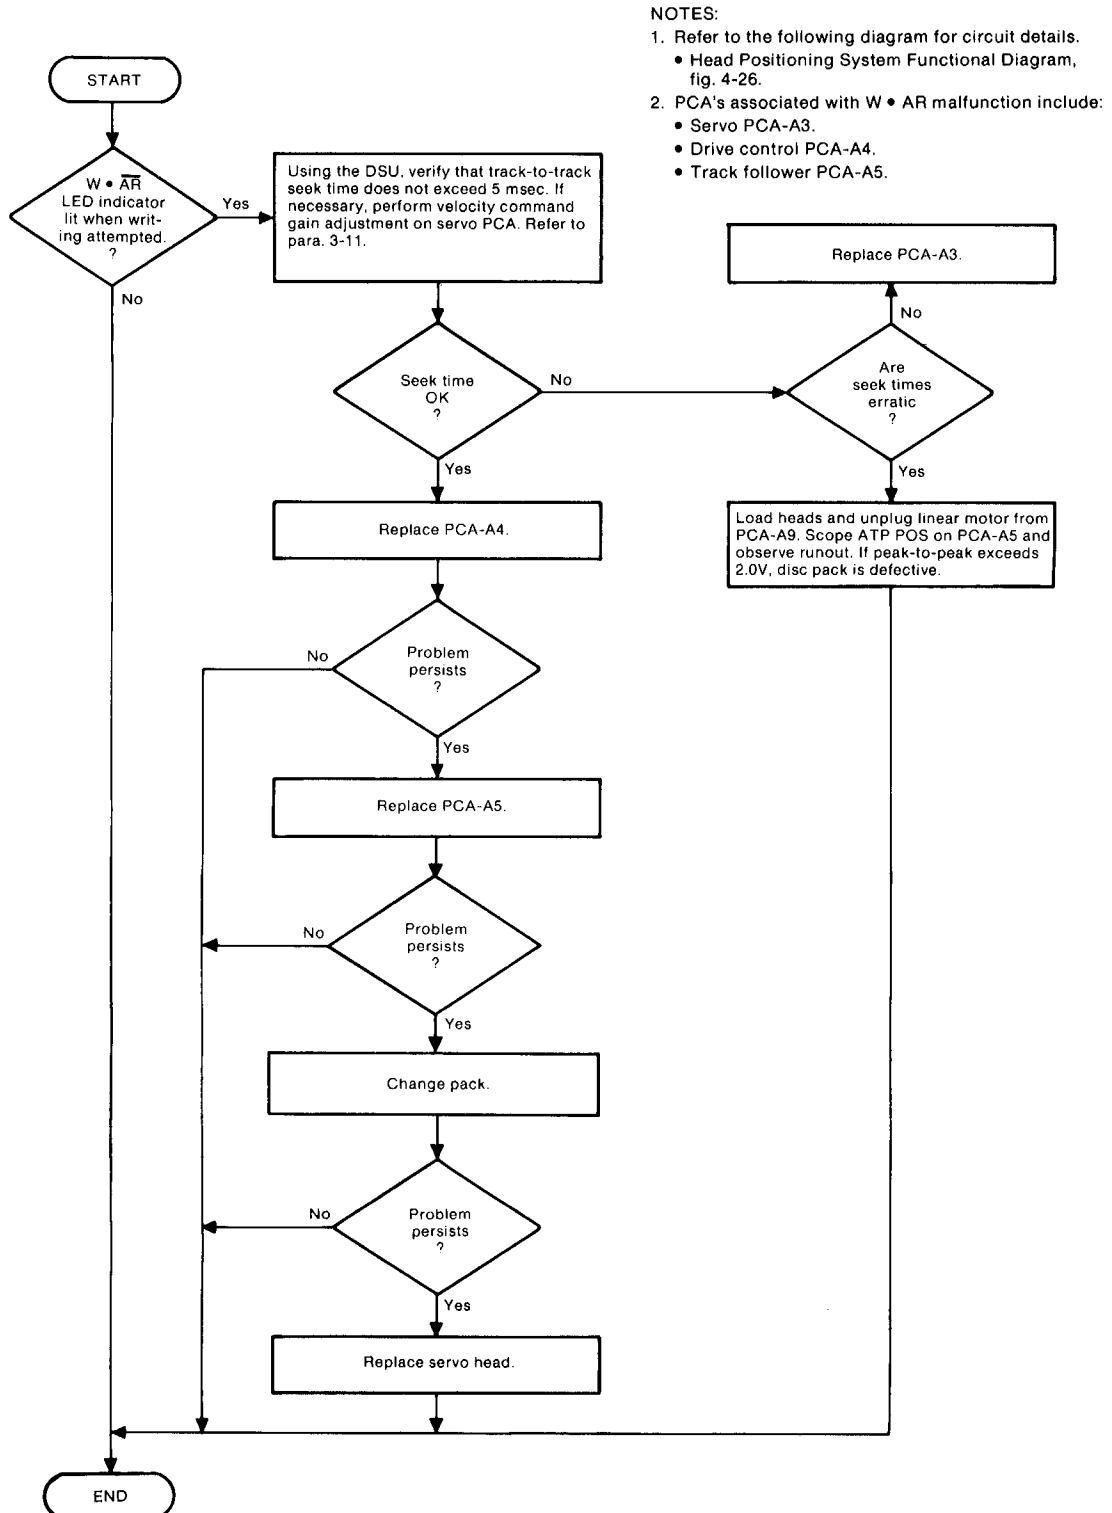 NOTES:
1. Refer to the following diagram for circuit details.
• Head Positioning System Functional Diagram,
fig. 4-26.
2. PCA's associated with W • AR malfunction include:
• Servo PCA-A3.
• Drive control PCA-A4.
• Track follower PCA-A5.
START
W • A̅R̅
LED indicator
lit when writ-
ing attempted.
?
Yes
No
Using the DSU, verify that track-to-track
seek time does not exceed 5 msec. If
necessary, perform velocity command
gain adjustment on servo PCA. Refer to
para. 3-11.
Replace PCA-A3.
No
Seek time
OK
?
No
Yes
Are
seek times
erratic
?
Yes
Replace PCA-A4.
Load heads and unplug linear motor from
PCA-A9. Scope ATP POS on PCA-A5 and
observe runout. If peak-to-peak exceeds
2.0V, disc pack is defective.
No
Problem
persists
?
Yes
Replace PCA-A5.
No
Problem
persists
?
Yes
Change pack.
No
Problem
persists
?
Yes
Replace servo head.
END